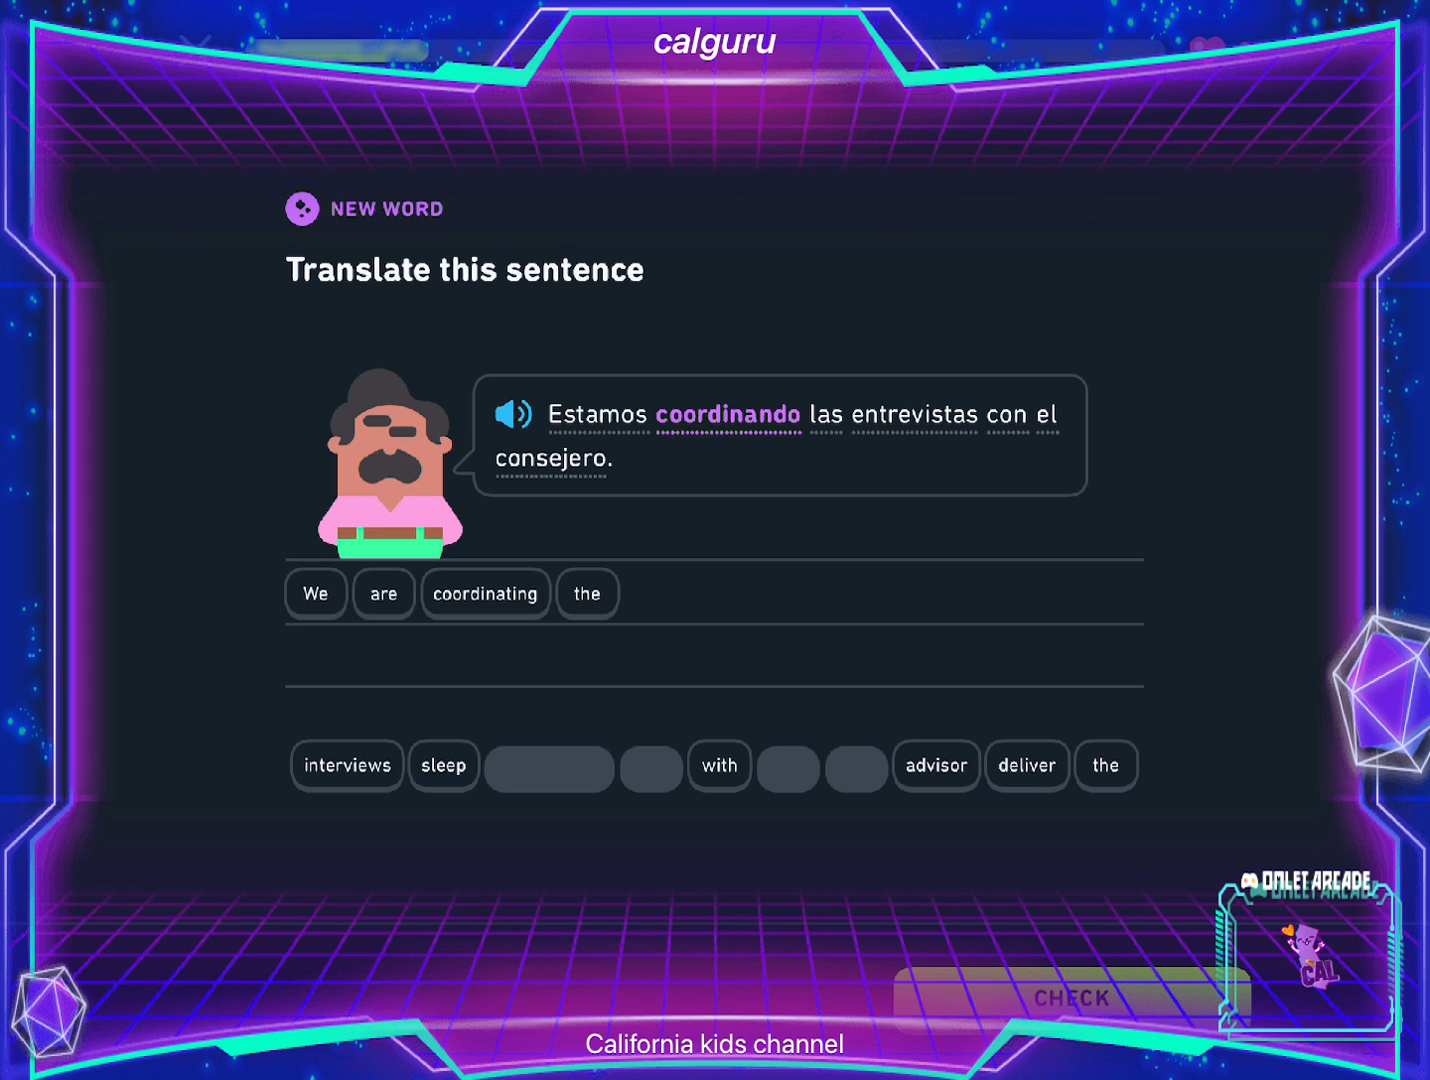 calguru
NEW WORD
Translate this sentence
Estamos coordinando las entrevistas con el
consejero.
We are coordinating the
interviews sleep with advisor deliver the
OMLET ARCADE
CAL
CHECK
California kids channel